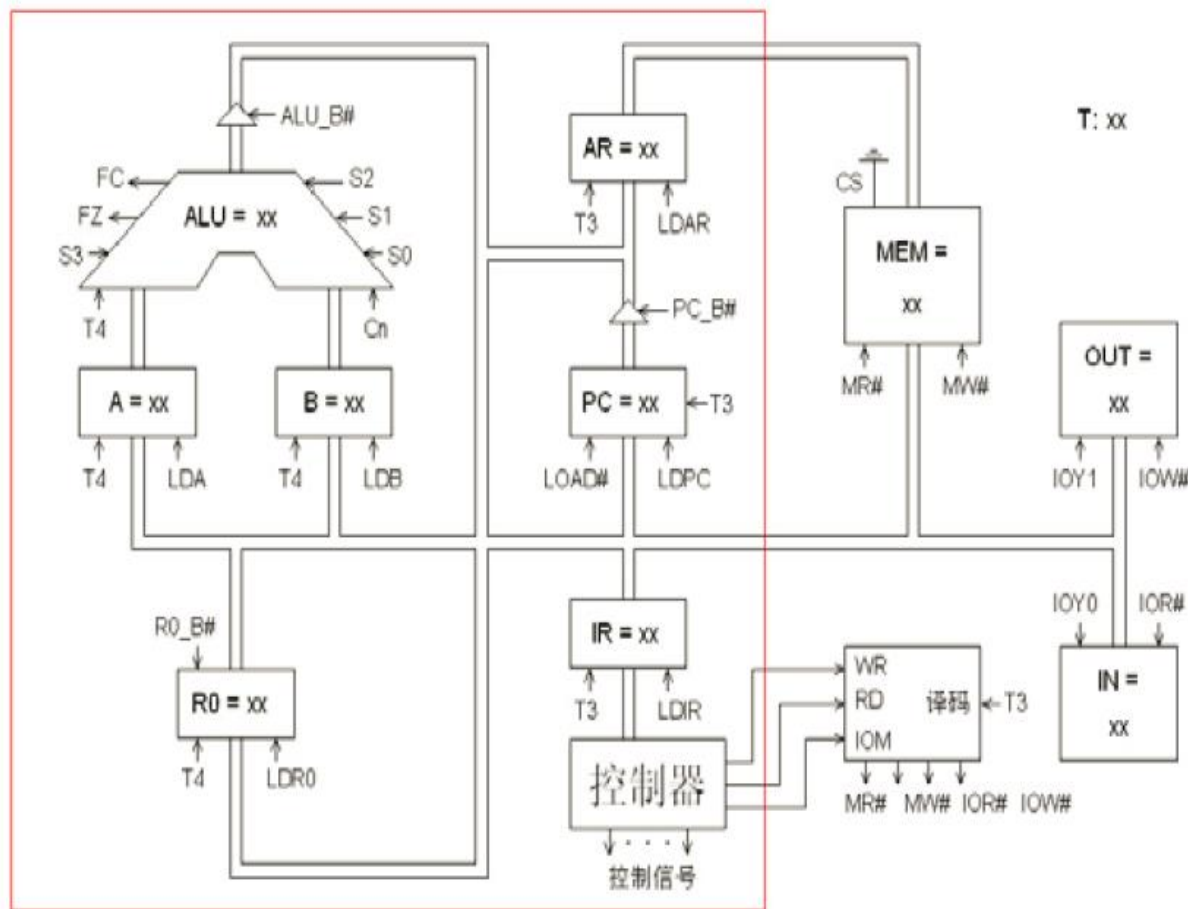 ALU_B#
AR = xx
T: xx
FC
S2
CS
FZ
ALU = xx
S1
T3
LDAR
S3
S0
MEM =
xx
T4
Cn
PC_B#
OUT =
xx
A = xx
B = xx
PC = xx
T3
MR#
MW#
T4
LDA
T4
LDB
LOAD#
LDPC
IOY1
IOW#
R0_B#
IR = xx
IOY0
IOR#
WR
R0 = xx
T3
LDIR
RD
译码
T3
IN =
xx
IOM
T4
LDR0
控制器
MR#
MW#
IOR#
IOW#
· · ·
控制信号